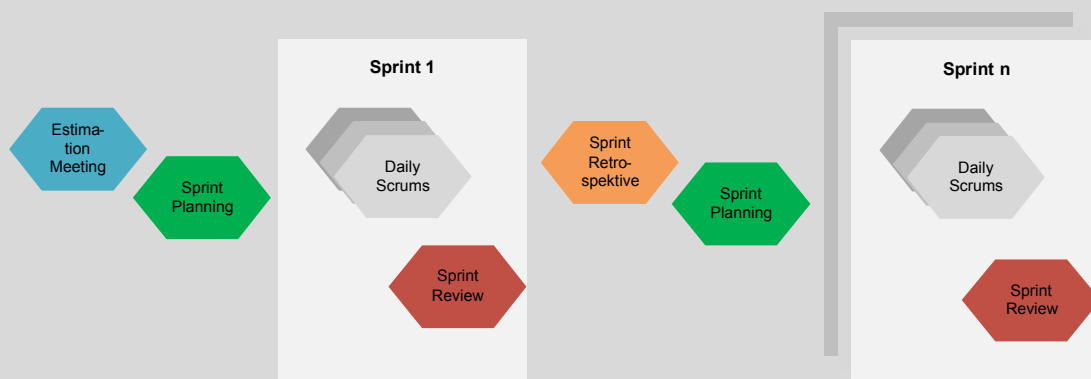 Estima-
tion
Meeting
Sprint
Planning
Sprint 1
Daily
Scrums
Sprint
Review
Sprint
Retro-
spektive
Sprint
Planning
Sprint n
Daily
Scrums
Sprint
Review